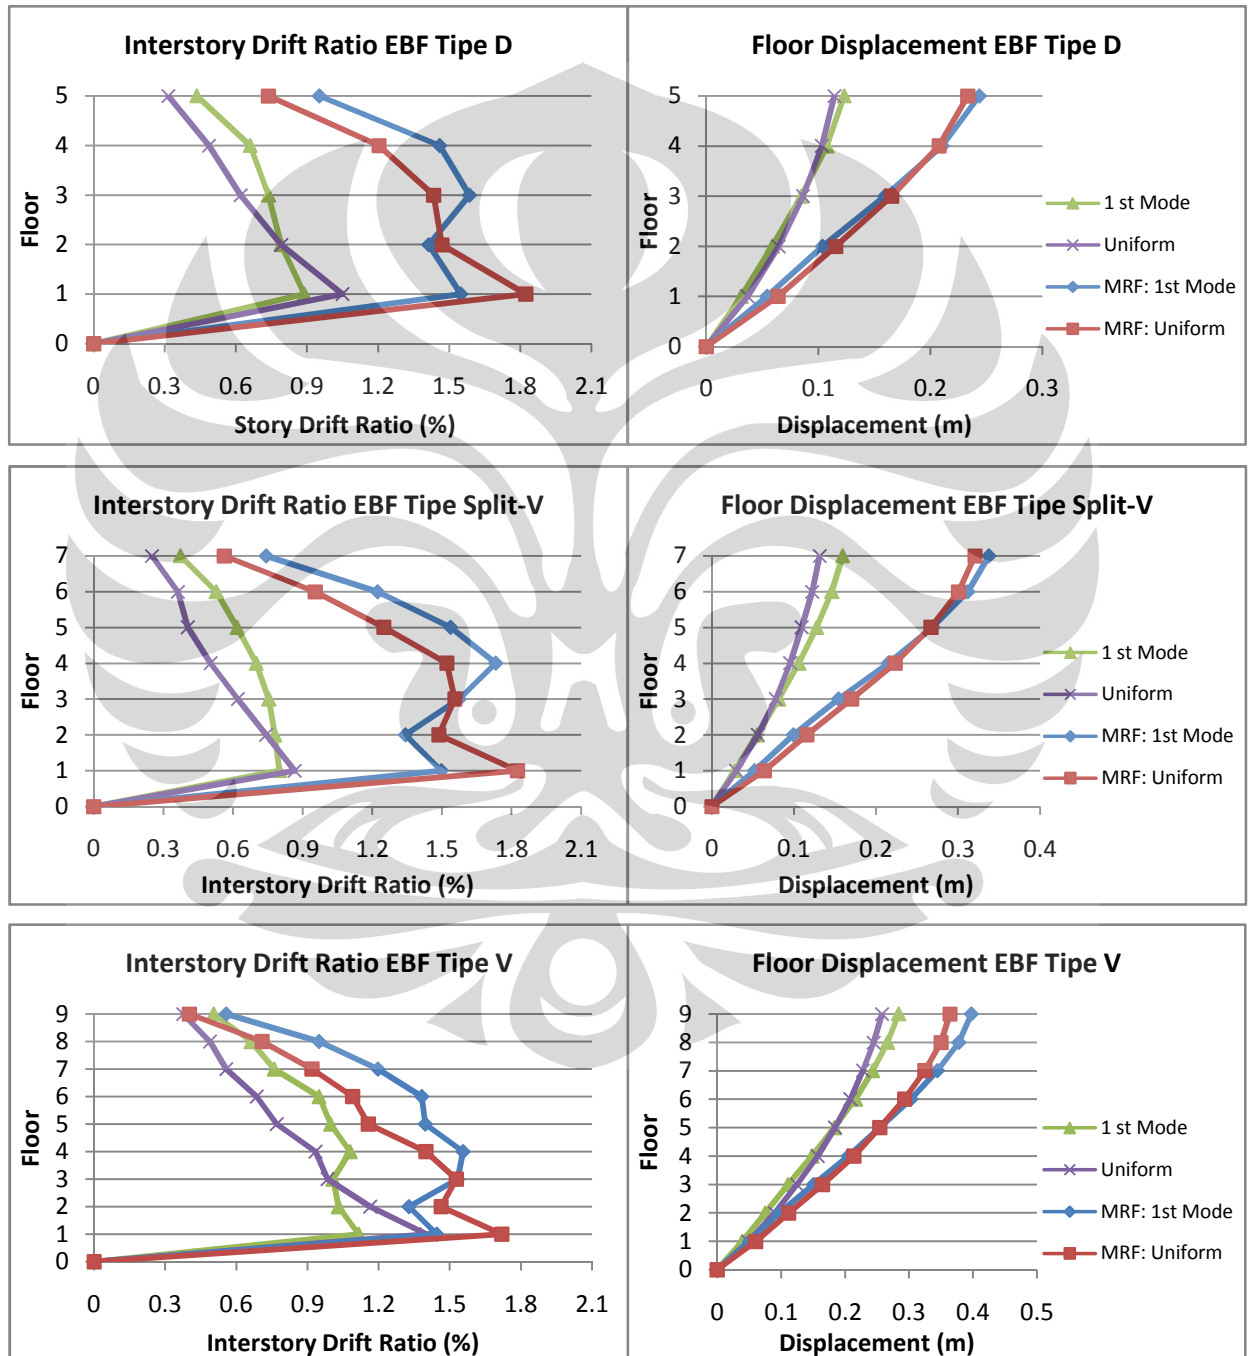 Interstory Drift Ratio EBF Tipe D
5
4
3
2
1
0
Floor
0 0.3 0.6 0.9 1.2 1.5 1.8 2.1
Story Drift Ratio (%)
Floor Displacement EBF Tipe D
5
4
3
2
1
0
Floor
0 0.1 0.2 0.3
Displacement (m)
1 st Mode
Uniform
MRF: 1st Mode
MRF: Uniform
Interstory Drift Ratio EBF Tipe Split-V
7
6
5
4
3
2
1
0
Floor
0 0.3 0.6 0.9 1.2 1.5 1.8 2.1
Interstory Drift Ratio (%)
Floor Displacement EBF Tipe Split-V
7
6
5
4
3
2
1
0
Floor
0 0.1 0.2 0.3 0.4
Displacement (m)
1 st Mode
Uniform
MRF: 1st Mode
MRF: Uniform
Interstory Drift Ratio EBF Tipe V
9
8
7
6
5
4
3
2
1
0
Floor
0 0.3 0.6 0.9 1.2 1.5 1.8 2.1
Interstory Drift Ratio (%)
Floor Displacement EBF Tipe V
9
8
7
6
5
4
3
2
1
0
Floor
0 0.1 0.2 0.3 0.4 0.5
Displacement (m)
1 st Mode
Uniform
MRF: 1st Mode
MRF: Uniform